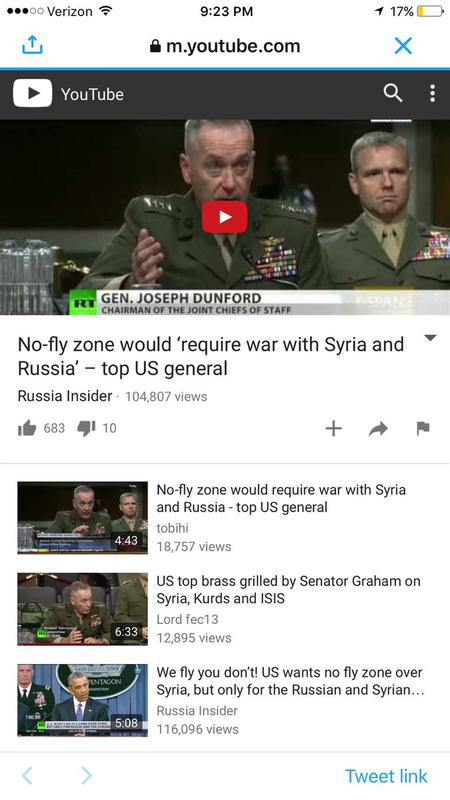 Verizon 9:23 PM 17%
m.youtube.com
YouTube
RT GEN. JOSEPH DUNFORD
CHAIRMAN OF THE JOINT CHIEFS OF STAFF
No-fly zone would ‘require war with Syria and
Russia’ – top US general
Russia Insider · 104,807 views
683 10
No-fly zone would require war with Syria
and Russia - top US general
tobihi
18,757 views
4:43
US top brass grilled by Senator Graham on
Syria, Kurds and ISIS
Lord fec13
12,895 views
6:33
We fly you don’t! US wants no fly zone over
Syria, but only for the Russian and Syrian…
Russia Insider
116,096 views
5:08
Tweet link